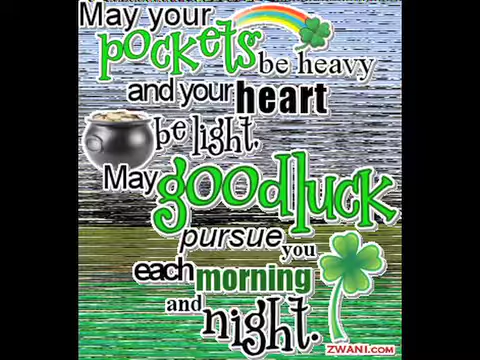 May your
pockets
be heavy
and your heart
be light.
May good luck
pursue you
each morning
and night.
ZWANI.COM